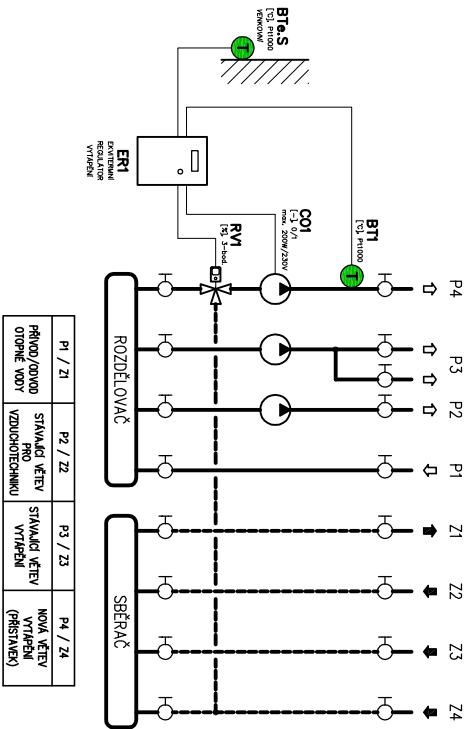 P4
P3
P2
P1
Z1
Z2
Z3
Z4
BTe.S
[°C], Pt1000
VENKOVNÍ
T
BT1
[°C], Pt1000
T
CO1
[-], 0/1
max. 200W/230V
RV1
[%], 3-bod.
ER1
EKVITERMNÍ
REGULÁTOR
VYTÁPĚNÍ
ROZDĚLOVAČ
SBĚRAČ
P1 / Z1
PŘÍVOD/ODVOD
OTOPNÉ VODY
P2 / Z2
STÁVAJÍCÍ VĚTEV
PRO
VZDUCHOTECHNIKU
P3 / Z3
STÁVAJÍCÍ VĚTEV
VYTÁPĚNÍ
P4 / Z4
NOVÁ VĚTEV
VYTÁPĚNÍ
(PŘÍSTAVEK)